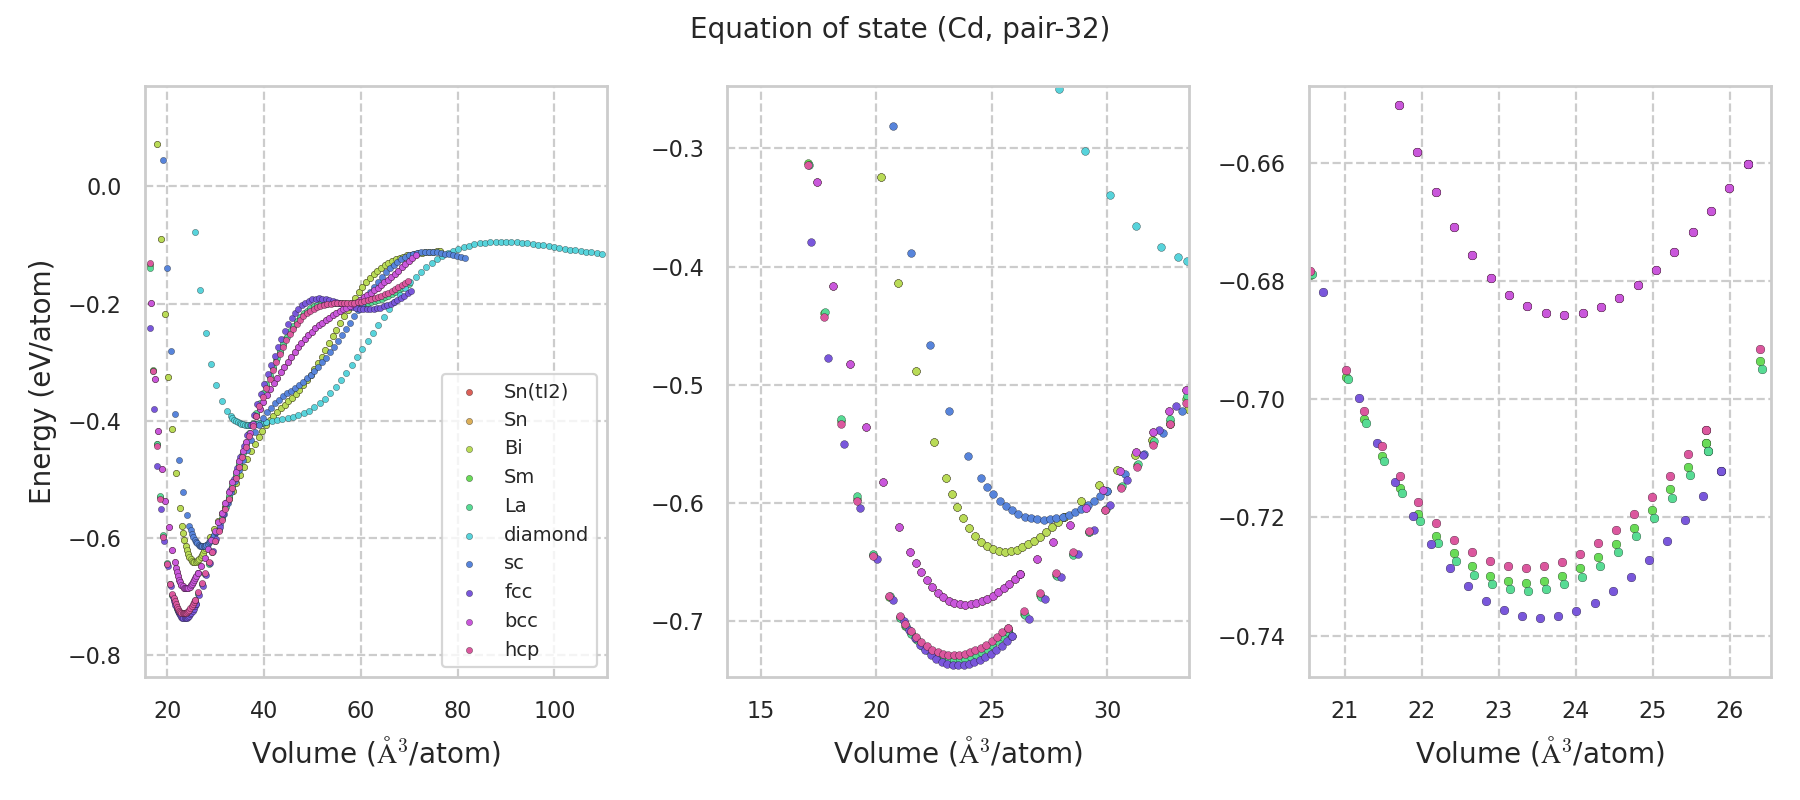 Equation of state (Cd, pair-32)
Energy (eV/atom)
0.0
−0.2
−0.4
−0.6
−0.8
20 40 60 80 100
Volume (Å³/atom)
Sn(tI2)
Sn
Bi
Sm
La
diamond
sc
fcc
bcc
hcp
−0.3
−0.4
−0.5
−0.6
−0.7
15 20 25 30
Volume (Å³/atom)
−0.66
−0.68
−0.70
−0.72
−0.74
21 22 23 24 25 26
Volume (Å³/atom)